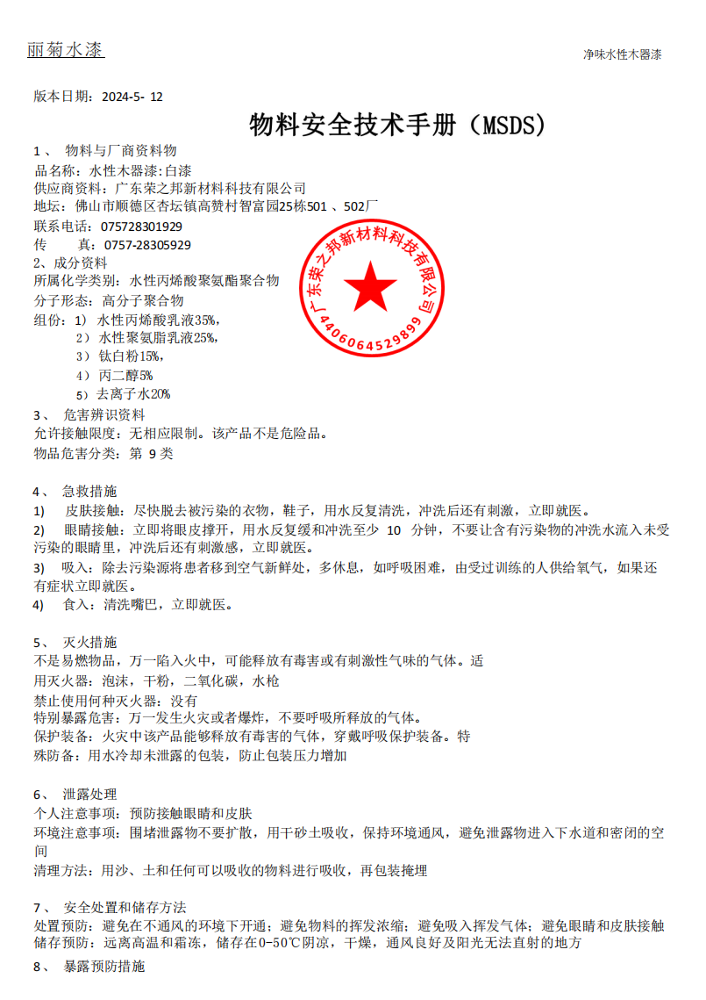 丽菊水漆
净味水性木器漆
版本日期：2024-5- 12
物料安全技术手册（MSDS)
1 、 物料与厂商资料物
品名称：水性木器漆:白漆
供应商资料：广东荣之邦新材料科技有限公司
地坛：佛山市顺德区杏坛镇高赞村智富园25栋501 、502厂
联系电话：075728301929
传 真：0757-28305929
2、成分资料
所属化学类别：水性丙烯酸聚氨酯聚合物
分子形态：高分子聚合物
组份：1） 水性丙烯酸乳液35%，
2） 水性聚氨脂乳液25%，
3） 钛白粉15%，
4） 丙二醇5%
5） 去离子水20%
广东荣之邦新材料科技有限公司
4406064529899
3 、 危害辨识资料
允许接触限度：无相应限制。该产品不是危险品。
物品危害分类：第 9 类
4 、 急救措施
1) 皮肤接触：尽快脱去被污染的衣物，鞋子，用水反复清洗，冲洗后还有刺激，立即就医。
2) 眼睛接触：立即将眼皮撑开，用水反复缓和冲洗至少 10 分钟，不要让含有污染物的冲洗水流入未受
污染的眼睛里，冲洗后还有刺激感，立即就医。
3) 吸入：除去污染源将患者移到空气新鲜处，多休息，如呼吸困难，由受过训练的人供给氧气，如果还
有症状立即就医。
4) 食入：清洗嘴巴，立即就医。
5、 灭火措施
不是易燃物品，万一陷入火中，可能释放有毒害或有刺激性气味的气体。适
用灭火器：泡沫，干粉，二氧化碳，水枪
禁止使用何种灭火器：没有
特别暴露危害：万一发生火灾或者爆炸，不要呼吸所释放的气体。
保护装备：火灾中该产品能够释放有毒害的气体，穿戴呼吸保护装备。特
殊防备：用水冷却未泄露的包装，防止包装压力增加
6、 泄露处理
个人注意事项：预防接触眼睛和皮肤
环境注意事项：围堵泄露物不要扩散，用干砂土吸收，保持环境通风，避免泄露物进入下水道和密闭的空
间
清理方法：用沙、土和任何可以吸收的物料进行吸收，再包装掩埋
7 、 安全处置和储存方法
处置预防：避免在不通风的环境下开通；避免物料的挥发浓缩；避免吸入挥发气体；避免眼睛和皮肤接触
储存预防：远离高温和霜冻，储存在0-50℃阴凉，干燥，通风良好及阳光无法直射的地方
8 、 暴露预防措施